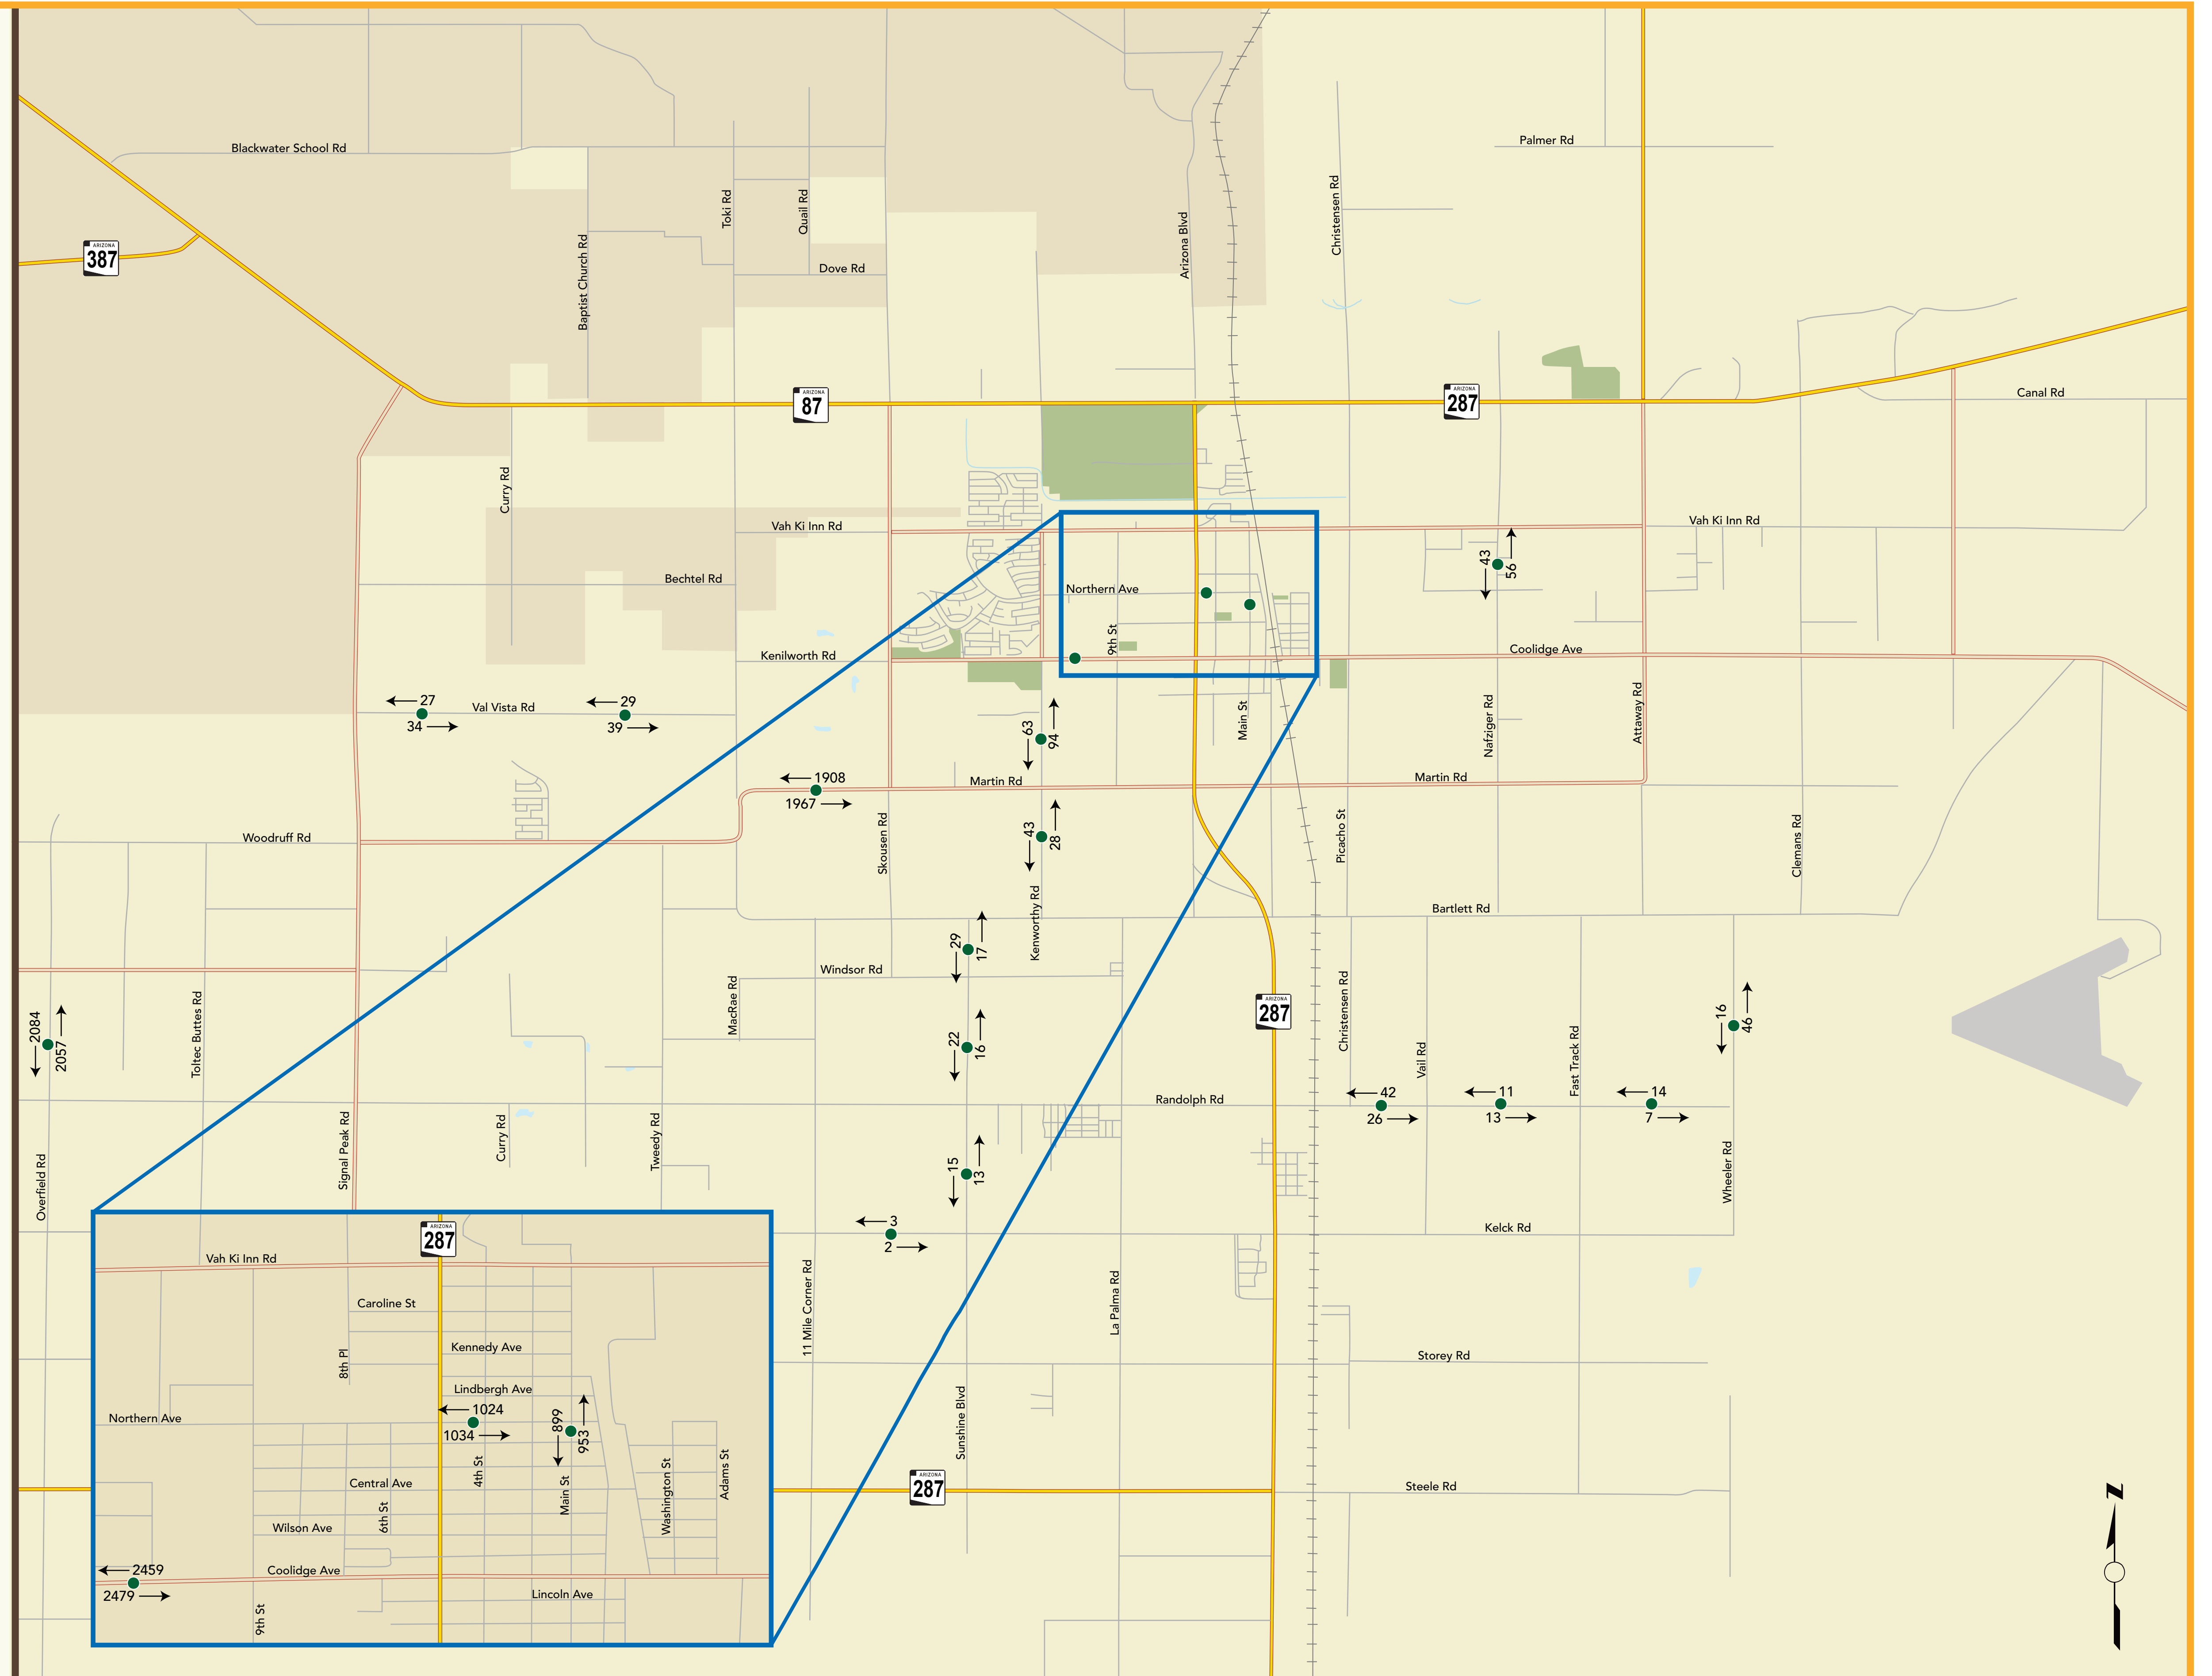 Palmer Rd
Blackwater School Rd
Christensen Rd
Toki Rd
Quail Rd
Arizona Blvd
Baptist Church Rd
ARIZONA
387
Dove Rd
ARIZONA
87
ARIZONA
287
Canal Rd
Curry Rd
Vah Ki Inn Rd
Vah Ki Inn Rd
43
56
Bechtel Rd
Northern Ave
9th St
Kenilworth Rd
Coolidge Ave
27
34
Val Vista Rd
29
39
63
94
Main St
Nafziger Rd
Attaway Rd
1908
1967
Martin Rd
Martin Rd
Woodruff Rd
Skousen Rd
43
28
Picacho St
Clemans Rd
Kenworthy Rd
Bartlett Rd
29
17
Windsor Rd
MacRae Rd
ARIZONA
287
Christensen Rd
Toltec Buttes Rd
2084
2057
22
16
16
46
Vail Rd
Fast Track Rd
Randolph Rd
42
26
11
13
14
7
Signal Peak Rd
Curry Rd
Tweedy Rd
Overfield Rd
15
13
Wheeler Rd
3
2
Kelck Rd
ARIZONA
287
Vah Ki Inn Rd
11 Mile Corner Rd
La Palma Rd
Caroline St
8th Pl
Kennedy Ave
Storey Rd
Lindbergh Ave
Northern Ave
1024
1034
899
953
Sunshine Blvd
Central Ave
4th St
Main St
Washington St
Adams St
ARIZONA
287
Steele Rd
6th St
Wilson Ave
2459
2479
Coolidge Ave
Lincoln Ave
9th St
N